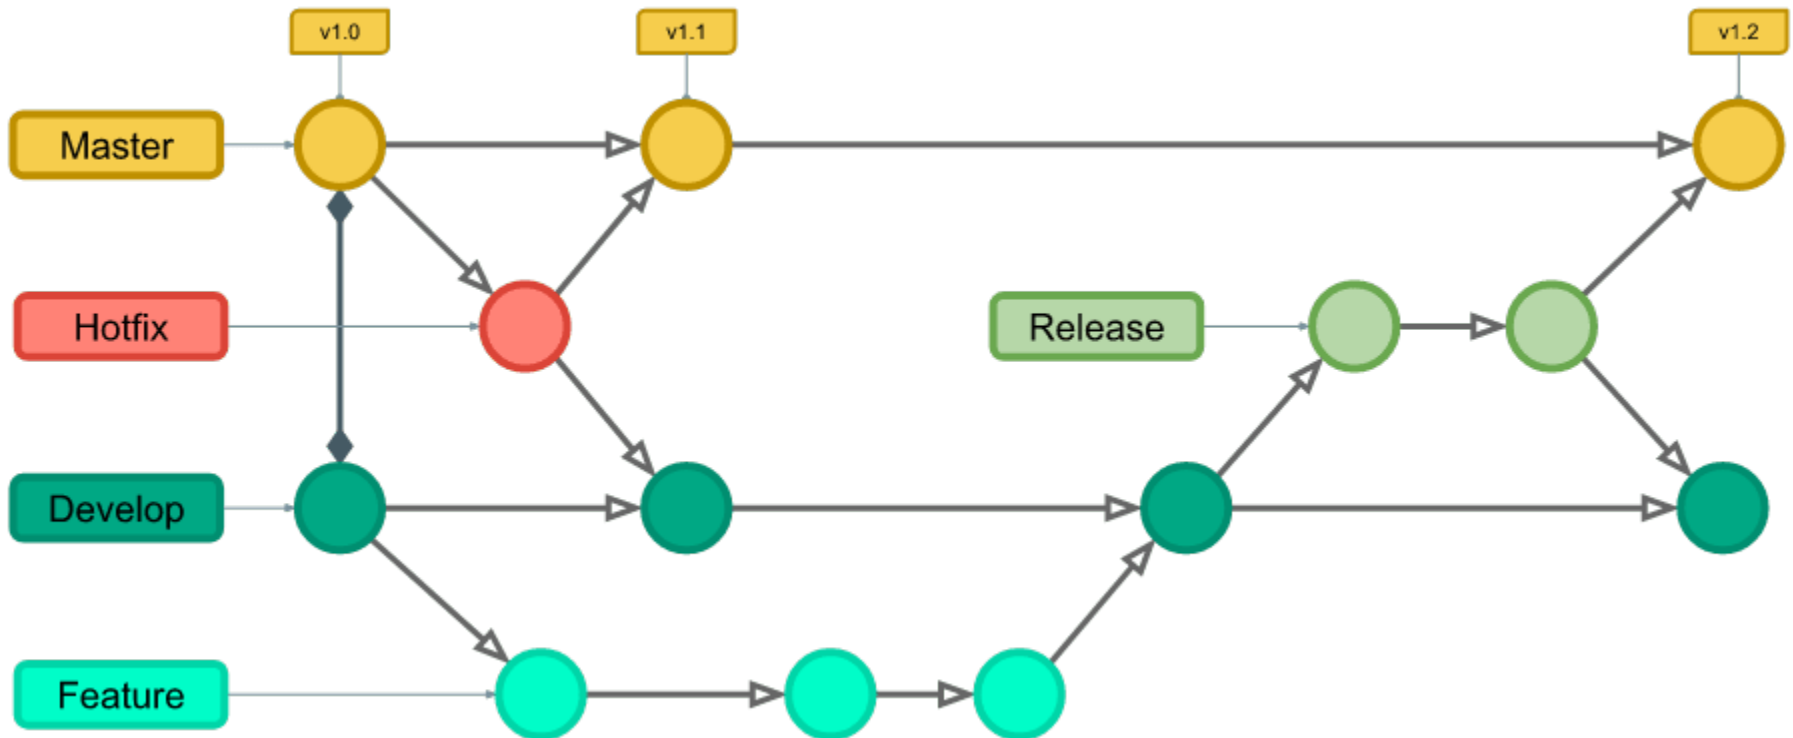 v1.0
v1.1
v1.2
Master
Hotfix
Release
Develop
Feature